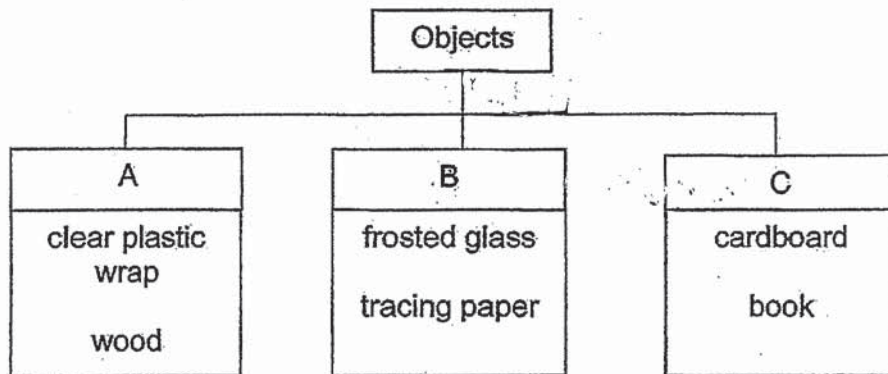 Objects
A
clear plastic
wrap
wood
B
frosted glass
tracing paper
C
cardboard
book